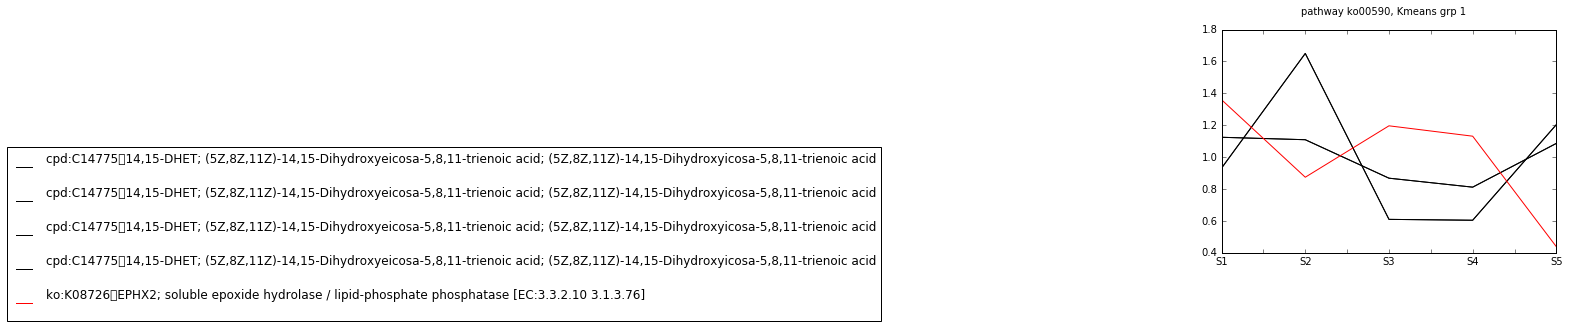 pathway ko00590, Kmeans grp 1
1.8
1.6
1.4
1.2
1.0
0.8
0.6
0.4
S1 S2 S3 S4 S5
cpd:C14775▯14,15-DHET; (5Z,8Z,11Z)-14,15-Dihydroxyeicosa-5,8,11-trienoic acid; (5Z,8Z,11Z)-14,15-Dihydroxyicosa-5,8,11-trienoic acid
cpd:C14775▯14,15-DHET; (5Z,8Z,11Z)-14,15-Dihydroxyeicosa-5,8,11-trienoic acid; (5Z,8Z,11Z)-14,15-Dihydroxyicosa-5,8,11-trienoic acid
cpd:C14775▯14,15-DHET; (5Z,8Z,11Z)-14,15-Dihydroxyeicosa-5,8,11-trienoic acid; (5Z,8Z,11Z)-14,15-Dihydroxyicosa-5,8,11-trienoic acid
cpd:C14775▯14,15-DHET; (5Z,8Z,11Z)-14,15-Dihydroxyeicosa-5,8,11-trienoic acid; (5Z,8Z,11Z)-14,15-Dihydroxyicosa-5,8,11-trienoic acid
ko:K08726▯EPHX2; soluble epoxide hydrolase / lipid-phosphate phosphatase [EC:3.3.2.10 3.1.3.76]